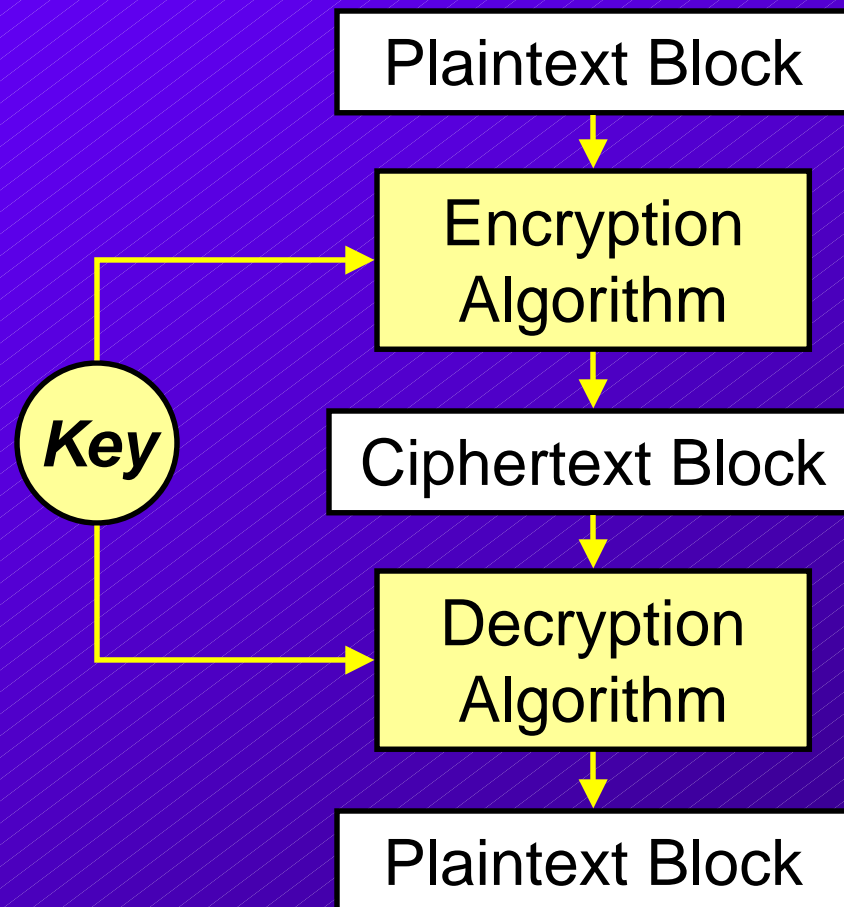 Plaintext Block
Encryption
Algorithm
Key
Ciphertext Block
Decryption
Algorithm
Plaintext Block